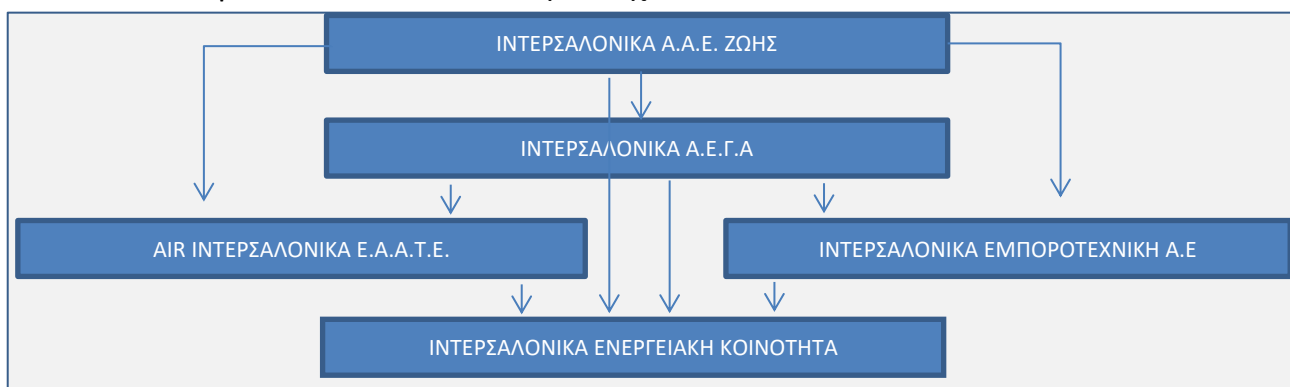 ΙΝΤΕΡΣΑΛΟΝΙΚΑ Α.Α.Ε. ΖΩΗΣ
ΙΝΤΕΡΣΑΛΟΝΙΚΑ Α.Ε.Γ.Α
AIR ΙΝΤΕΡΣΑΛΟΝΙΚΑ Ε.Α.Α.Τ.Ε.
ΙΝΤΕΡΣΑΛΟΝΙΚΑ ΕΜΠΟΡΟΤΕΧΝΙΚΗ Α.Ε
ΙΝΤΕΡΣΑΛΟΝΙΚΑ ΕΝΕΡΓΕΙΑΚΗ ΚΟΙΝΟΤΗΤΑ